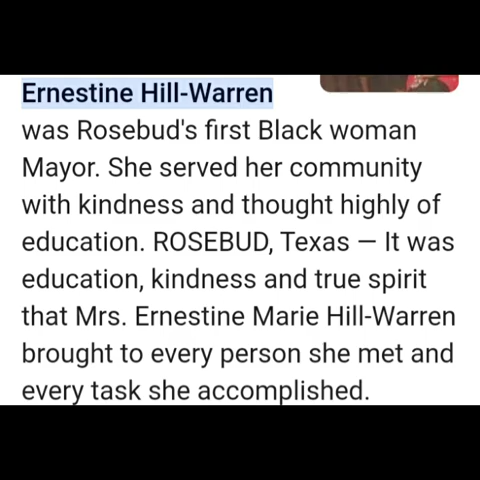 Ernestine Hill-Warren
was Rosebud's first Black woman
Mayor. She served her community
with kindness and thought highly of
education. ROSEBUD, Texas — It was
education, kindness and true spirit
that Mrs. Ernestine Marie Hill-Warren
brought to every person she met and
every task she accomplished.